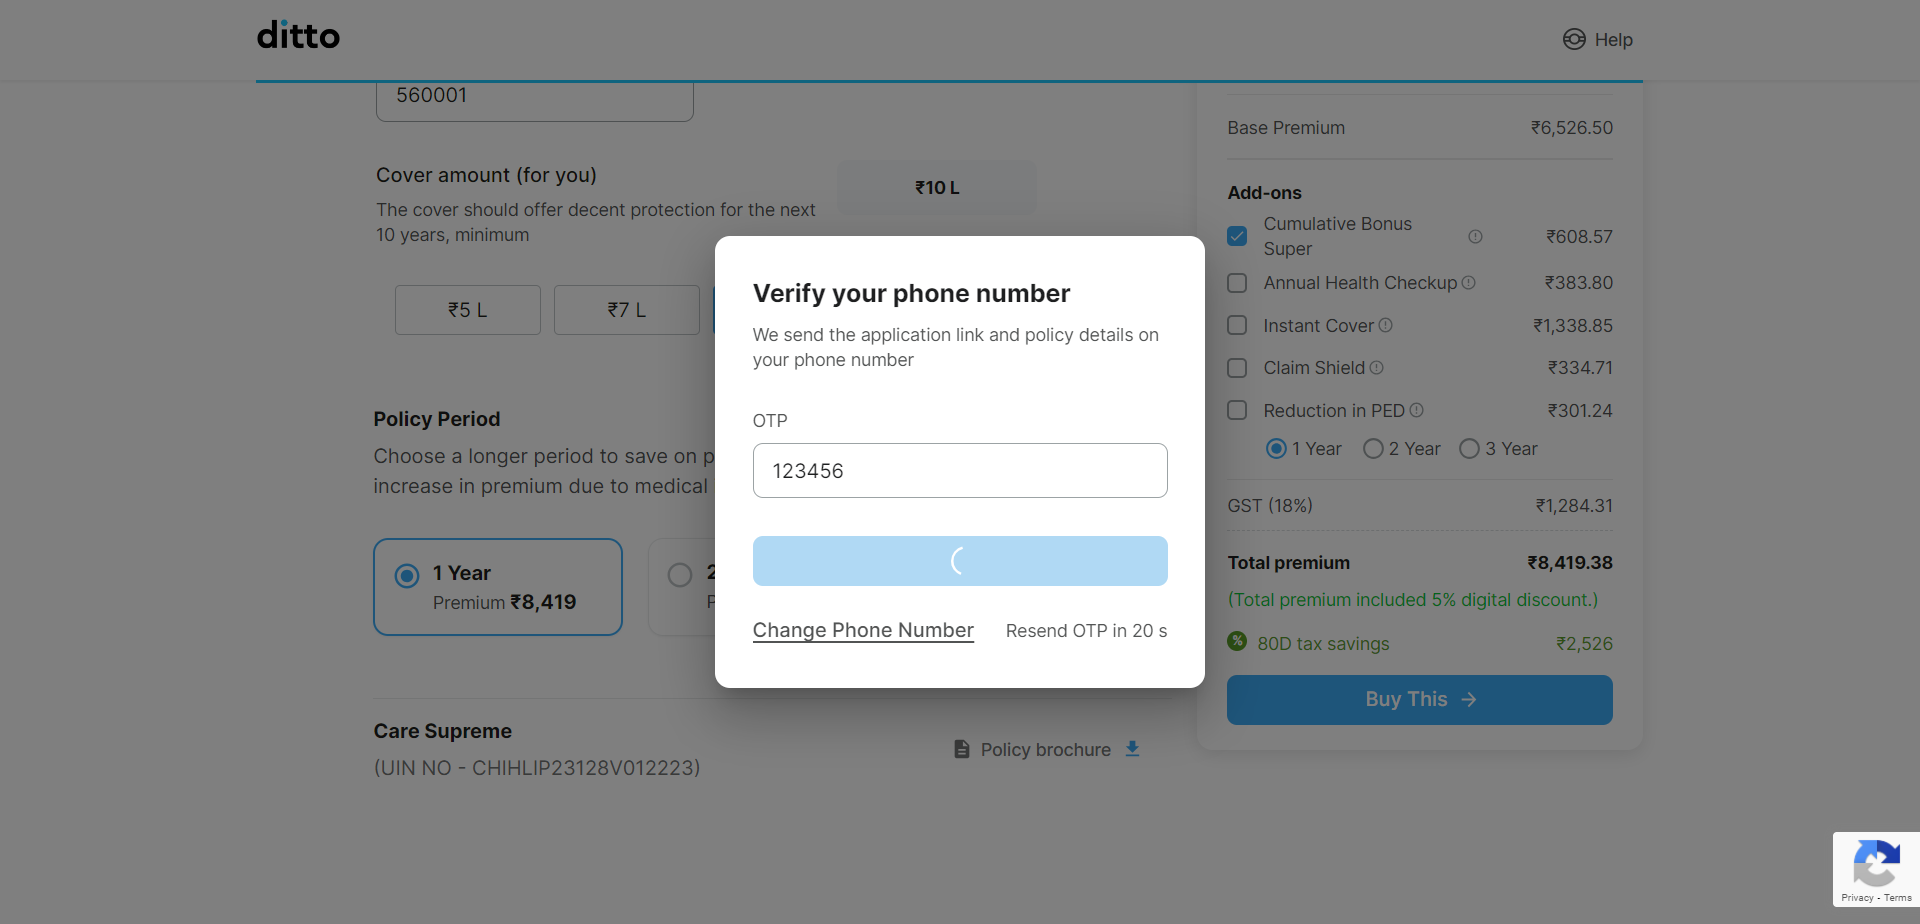 ditto
Help
560001
Cover amount (for you)
₹10 L
The cover should offer decent protection for the next
10 years, minimum
₹5 L
₹7 L
Policy Period
Choose a longer period to save on p
increase in premium due to medical
1 Year
Premium ₹8,419
2
P
Care Supreme
(UIN NO - CHIHLIP23128V012223)
Policy brochure
Verify your phone number
We send the application link and policy details on
your phone number
OTP
123456
Change Phone Number
Resend OTP in 20 s
Base Premium ₹6,526.50
Add-ons
Cumulative Bonus
Super
₹608.57
Annual Health Checkup ₹383.80
Instant Cover ₹1,338.85
Claim Shield ₹334.71
Reduction in PED ₹301.24
1 Year 2 Year 3 Year
GST (18%) ₹1,284.31
Total premium ₹8,419.38
(Total premium included 5% digital discount.)
% 80D tax savings ₹2,526
Buy This →
Privacy - Terms